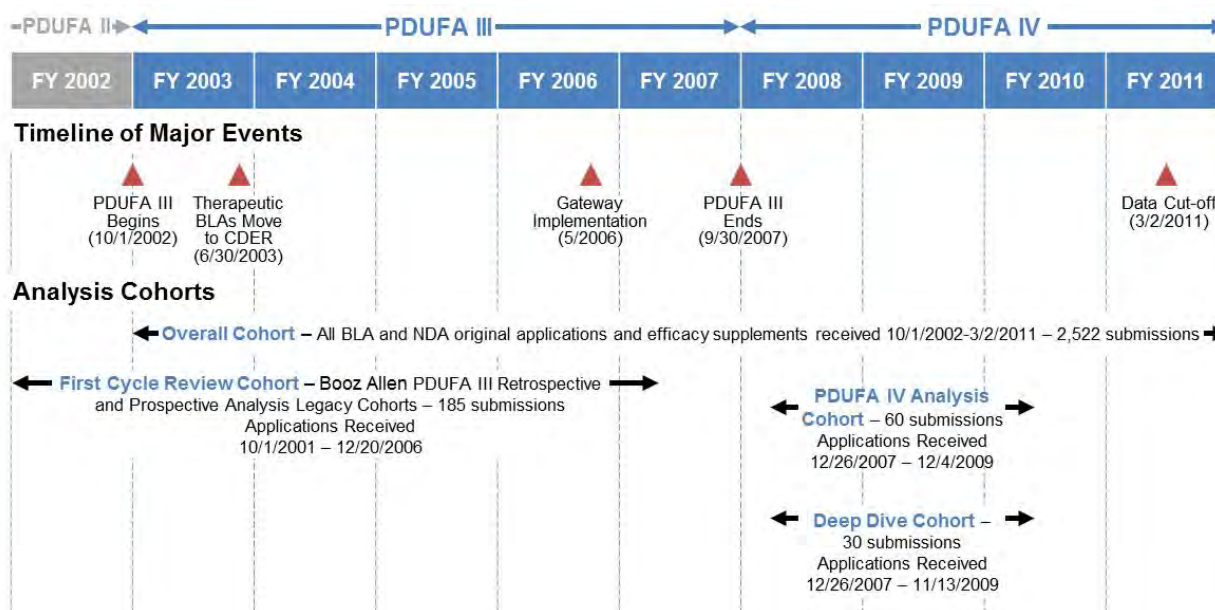 PDUFA II
PDUFA III
PDUFA IV
FY 2002
FY 2003
FY 2004
FY 2005
FY 2006
FY 2007
FY 2008
FY 2009
FY 2010
FY 2011
Timeline of Major Events
PDUFA III
Begins
(10/1/2002)
Therapeutic
BLAs Move
to CDER
(6/30/2003)
Gateway
Implementation
(5/2006)
PDUFA III
Ends
(9/30/2007)
Data Cut-off
(3/2/2011)
Analysis Cohorts
Overall Cohort – All BLA and NDA original applications and efficacy supplements received 10/1/2002-3/2/2011 – 2,522 submissions
First Cycle Review Cohort – Booz Allen PDUFA III Retrospective
and Prospective Analysis Legacy Cohorts – 185 submissions
Applications Received
10/1/2001 – 12/20/2006
PDUFA IV Analysis
Cohort – 60 submissions
Applications Received
12/26/2007 – 12/4/2009
Deep Dive Cohort –
30 submissions
Applications Received
12/26/2007 – 11/13/2009